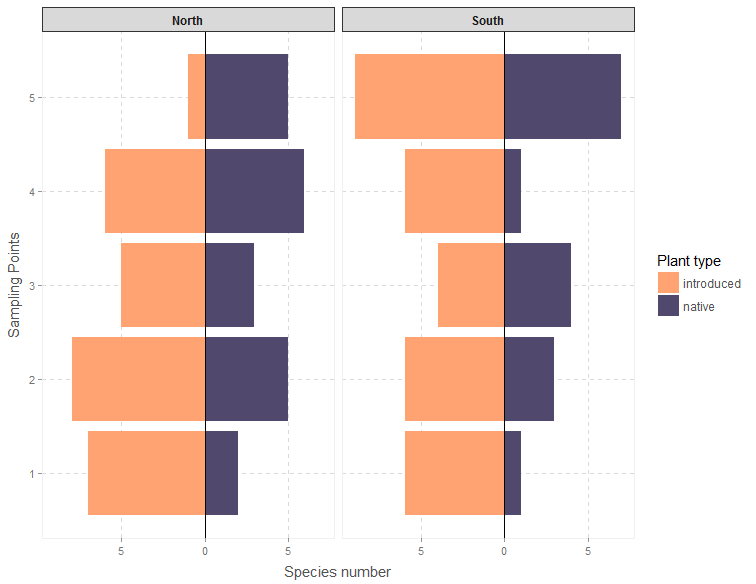 North
South
5
4
3
2
1
Sampling Points
5 0 5
5 0 5
Species number
Plant type
introduced
native